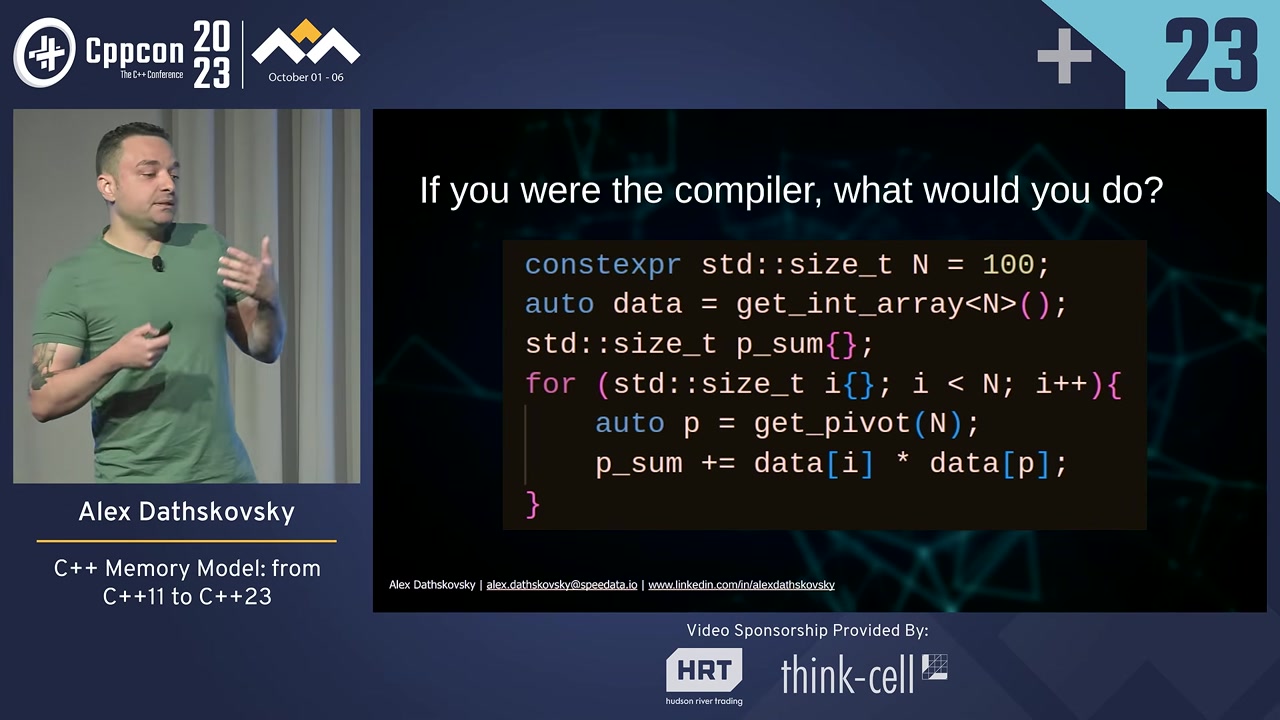 Cppcon
The C++ Conference
20
23
October 01 - 06
23
If you were the compiler, what would you do?
constexpr std::size_t N = 100;
auto data = get_int_array<N>();
std::size_t p_sum{};
for (std::size_t i{}; i < N; i++){
    auto p = get_pivot(N);
    p_sum += data[i] * data[p];
}
Alex Dathskovsky | alex.dathskovsky@speedata.io | www.linkedin.com/in/alexdathskovsky
Alex Dathskovsky
C++ Memory Model: from
C++11 to C++23
Video Sponsorship Provided By:
HRT
hudson river trading
think-cell